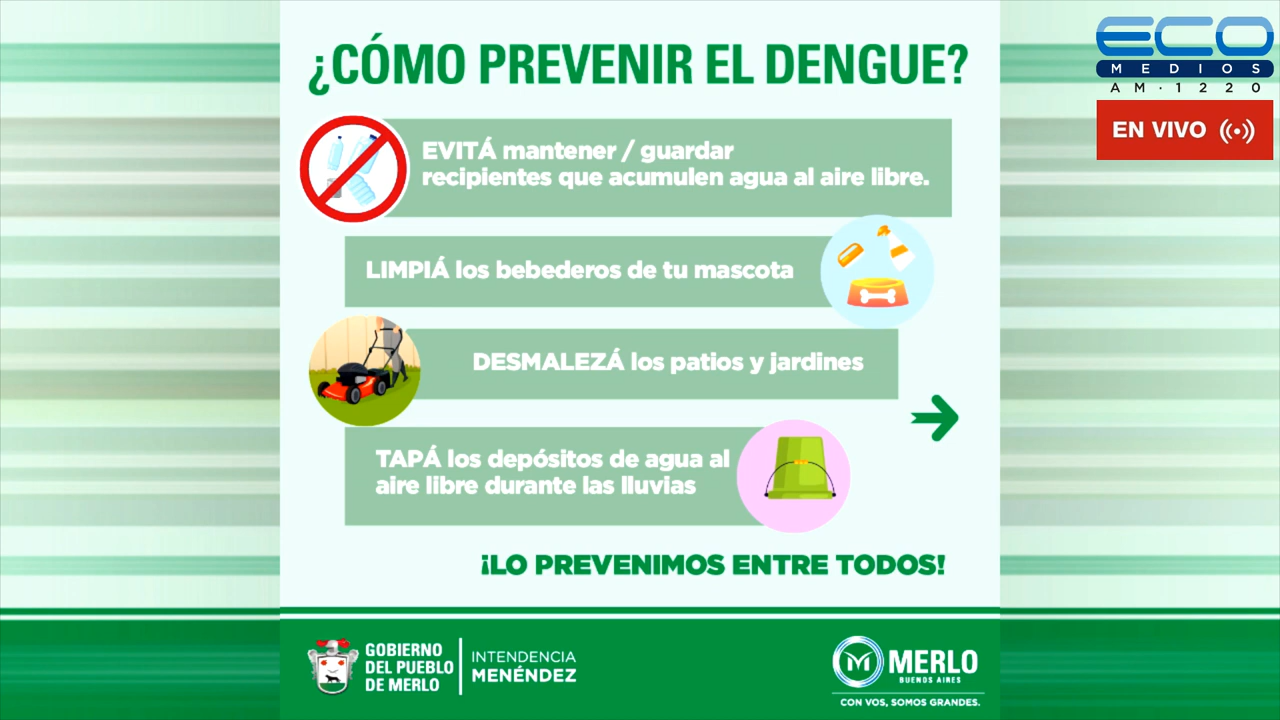 ¿CÓMO PREVENIR EL DENGUE?
ECO
MEDIOS
AM·1220
EN VIVO
EVITÁ mantener / guardar
recipientes que acumulen agua al aire libre.
LIMPIÁ los bebederos de tu mascota
DESMALEZÁ los patios y jardines
TAPÁ los depósitos de agua al
aire libre durante las lluvias
¡LO PREVENIMOS ENTRE TODOS!
GOBIERNO
DEL PUEBLO
DE MERLO
INTENDENCIA
MENÉNDEZ
MERLO
BUENOS AIRES
CON VOS, SOMOS GRANDES.